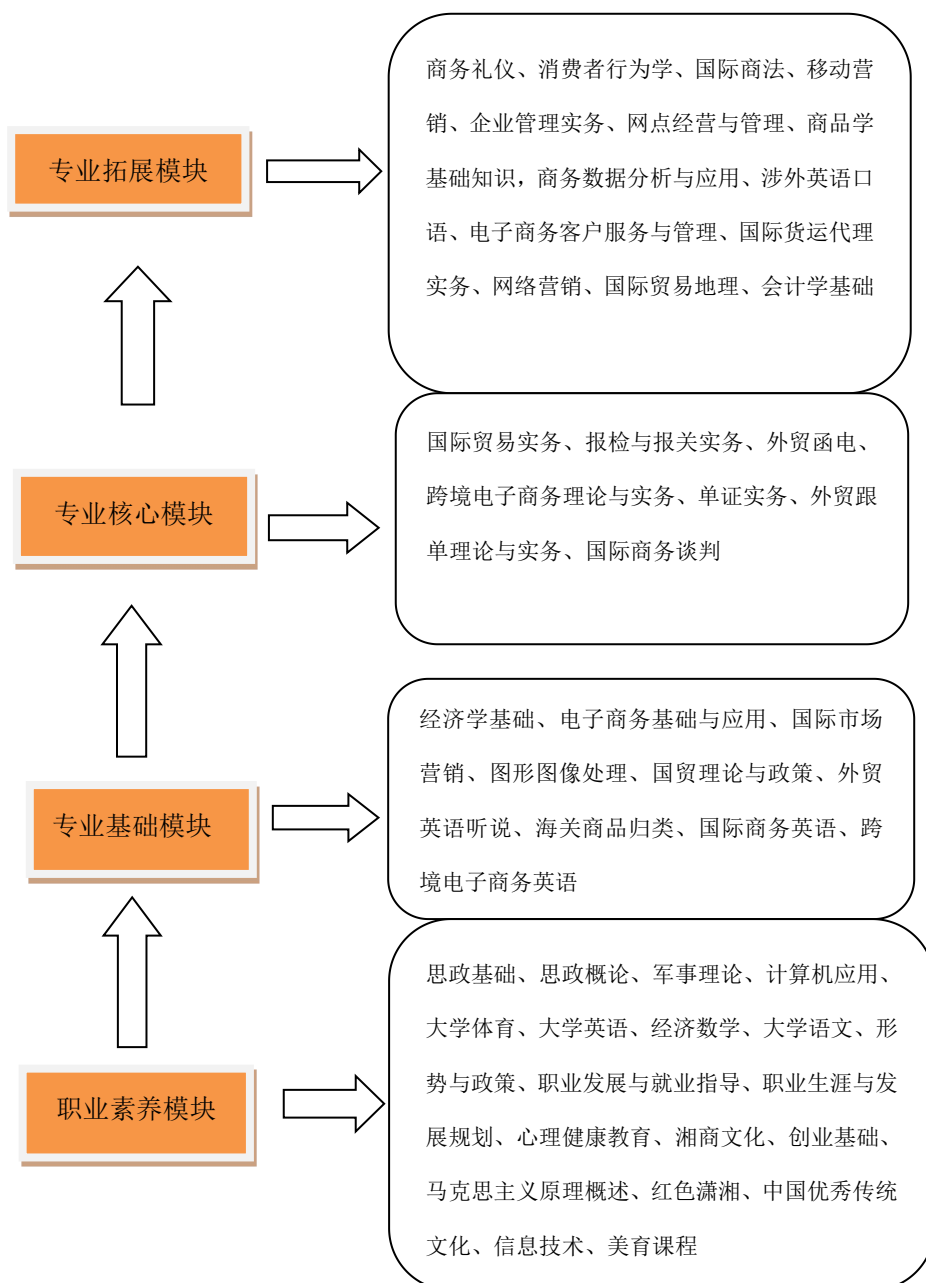 专业拓展模块
商务礼仪、消费者行为学、国际商法、移动营
销、企业管理实务、网点经营与管理、商品学
基础知识，商务数据分析与应用、涉外英语口
语、电子商务客户服务与管理、国际货运代理
实务、网络营销、国际贸易地理、会计学基础
专业核心模块
国际贸易实务、报检与报关实务、外贸函电、
跨境电子商务理论与实务、单证实务、外贸跟
单理论与实务、国际商务谈判
专业基础模块
经济学基础、电子商务基础与应用、国际市场
营销、图形图像处理、国贸理论与政策、外贸
英语听说、海关商品归类、国际商务英语、跨
境电子商务英语
职业素养模块
思政基础、思政概论、军事理论、计算机应用、
大学体育、大学英语、经济数学、大学语文、形
势与政策、职业发展与就业指导、职业生涯与发
展规划、心理健康教育、湘商文化、创业基础、
马克思主义原理概述、红色潇湘、中国优秀传统
文化、信息技术、美育课程